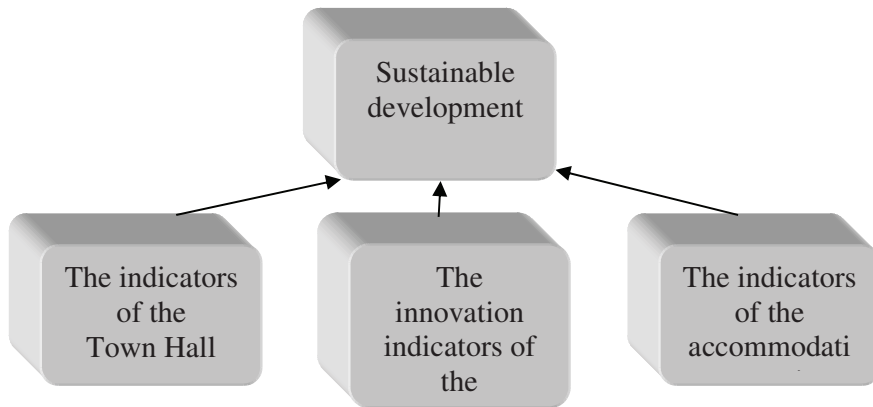 Sustainable
development
The indicators
of the
Town Hall
The
innovation
indicators of
the
The indicators
of the
accommodati